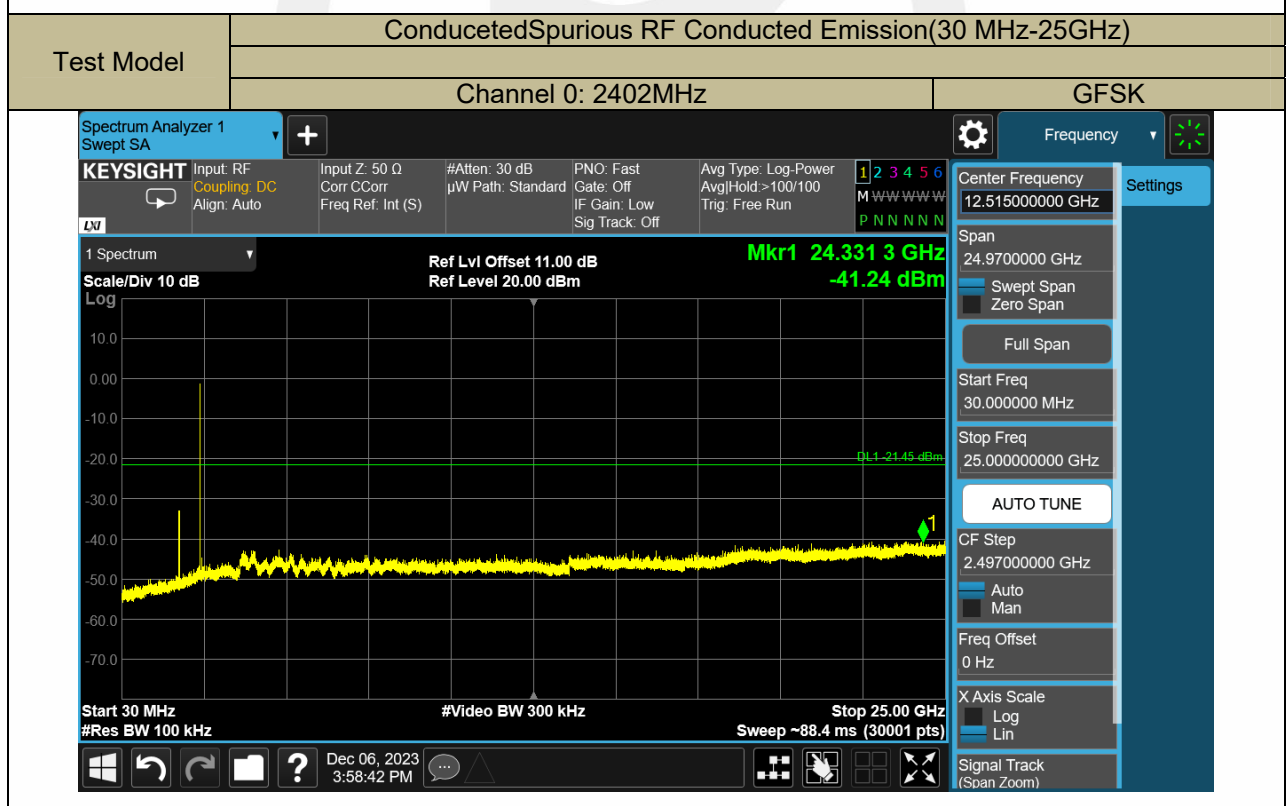 ConducetedSpurious RF Conducted Emission(30 MHz-25GHz)
Test Model
Channel 0: 2402MHz
GFSK
Spectrum Analyzer 1
Swept SA
+
Frequency
KEYSIGHT
Input: RF
Coupling: DC
Align: Auto
Input Z: 50 Ω
Corr CCorr
Freq Ref: Int (S)
#Atten: 30 dB
µW Path: Standard
PNO: Fast
Gate: Off
IF Gain: Low
Sig Track: Off
Avg Type: Log-Power
Avg|Hold:>100/100
Trig: Free Run
1 2 3 4 5 6
M W W W W W
P N N N N N
LXI
Center Frequency
12.515000000 GHz
Settings
1 Spectrum
Scale/Div 10 dB
Log
Ref Lvl Offset 11.00 dB
Ref Level 20.00 dBm
Mkr1 24.331 3 GHz
-41.24 dBm
10.0
0.00
-10.0
-20.0
-30.0
-40.0
-50.0
-60.0
-70.0
DL1 -21.45 dBm
1
Span
24.9700000 GHz
Swept Span
Zero Span
Full Span
Start Freq
30.000000 MHz
Stop Freq
25.000000000 GHz
AUTO TUNE
CF Step
2.497000000 GHz
Auto
Man
Freq Offset
0 Hz
X Axis Scale
Log
Lin
Signal Track
(Span Zoom)
Start 30 MHz
#Res BW 100 kHz
#Video BW 300 kHz
Stop 25.00 GHz
Sweep ~88.4 ms (30001 pts)
?
Dec 06, 2023
3:58:42 PM